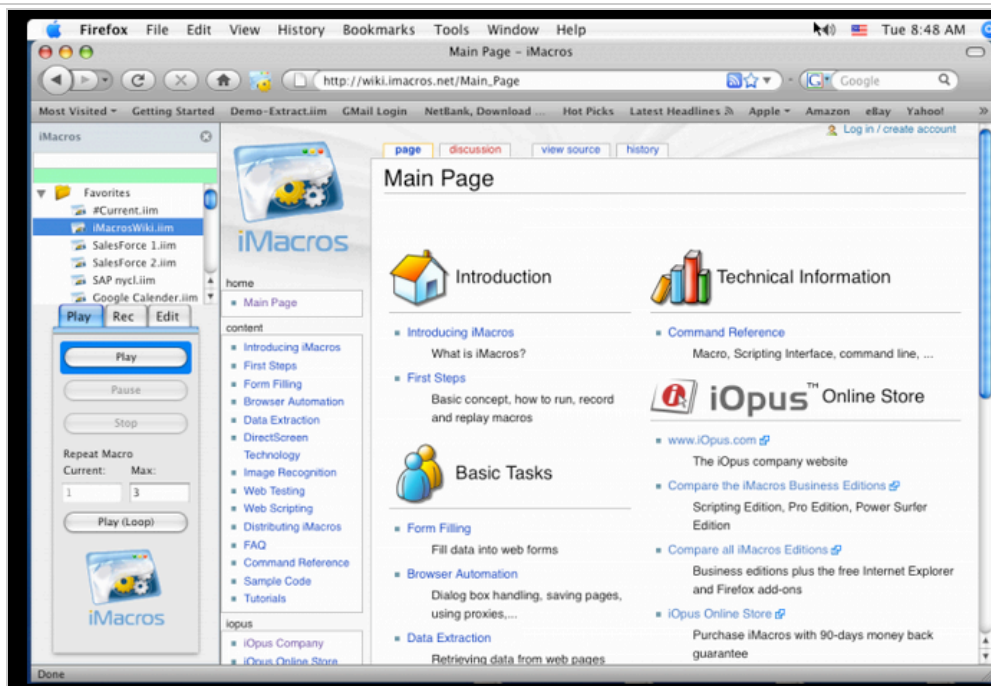 Firefox File Edit View History Bookmarks Tools Window Help Tue 8:48 AM
Main Page – iMacros
http://wiki.imacros.net/Main_Page Google
Most Visited Getting Started Demo-Extract.iim GMail Login NetBank, Download ... Hot Picks Latest Headlines Apple Amazon eBay Yahoo!
iMacros
Favorites
#Current.iim
iMacrosWiki.iim
SalesForce 1.iim
SalesForce 2.iim
SAP nycl.iim
Google Calender.iim
Play Rec Edit
Play
Pause
Stop
Repeat Macro
Current: Max:
1 3
Play (Loop)
iMacros
iMacros
home
Main Page
content
Introducing iMacros
First Steps
Form Filling
Browser Automation
Data Extraction
DirectScreen
Technology
Image Recognition
Web Testing
Web Scripting
Distributing iMacros
FAQ
Command Reference
Sample Code
Tutorials
iopus
iOpus Company
iOpus Online Store
Log in / create account
page discussion view source history
Main Page
Introduction
Introducing iMacros
What is iMacros?
First Steps
Basic concept, how to run, record
and replay macros
Basic Tasks
Form Filling
Fill data into web forms
Browser Automation
Dialog box handling, saving pages,
using proxies,...
Data Extraction
Retrieving data from web pages
Technical Information
Command Reference
Macro, Scripting Interface, command line, ...
iOpus™ Online Store
www.iOpus.com
The iOpus company website
Compare the iMacros Business Editions
Scripting Edition, Pro Edition, Power Surfer
Edition
Compare all iMacros Editions
Business editions plus the free Internet Explorer
and Firefox add-ons
iOpus Online Store
Purchase iMacros with 90-days money back
guarantee
Done